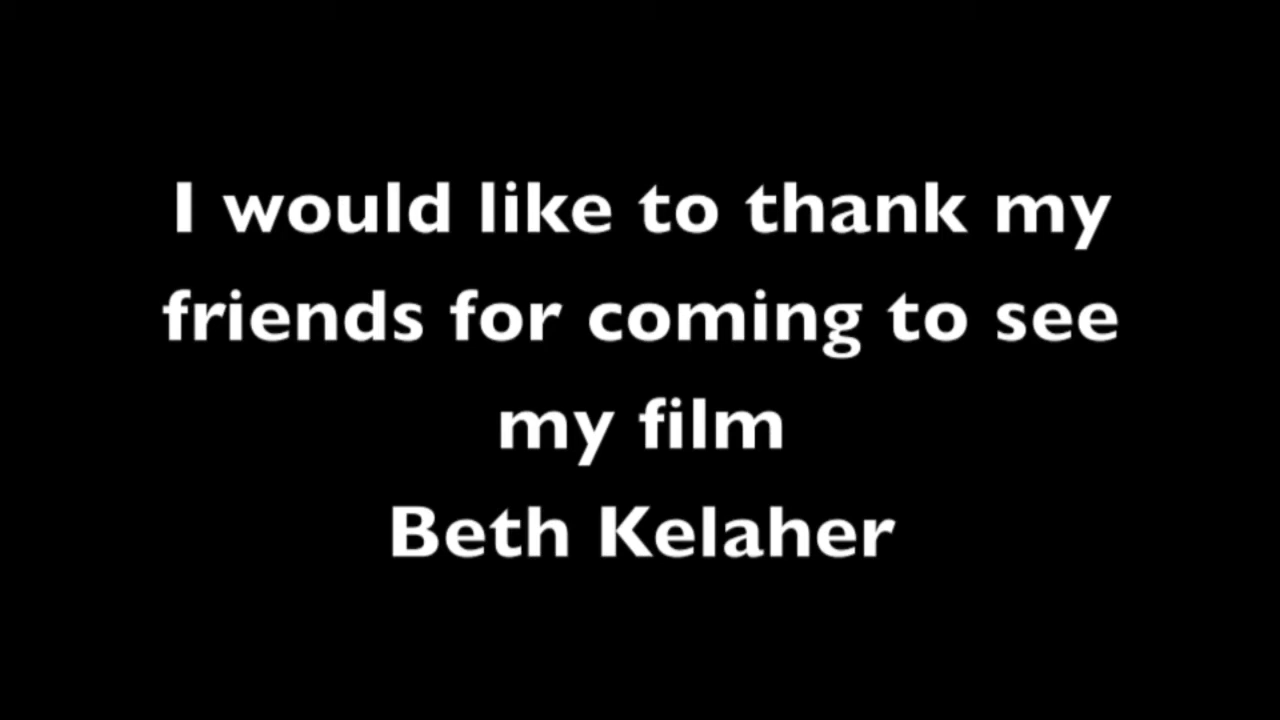 I would like to thank my
friends for coming to see
my film
Beth Kelaher